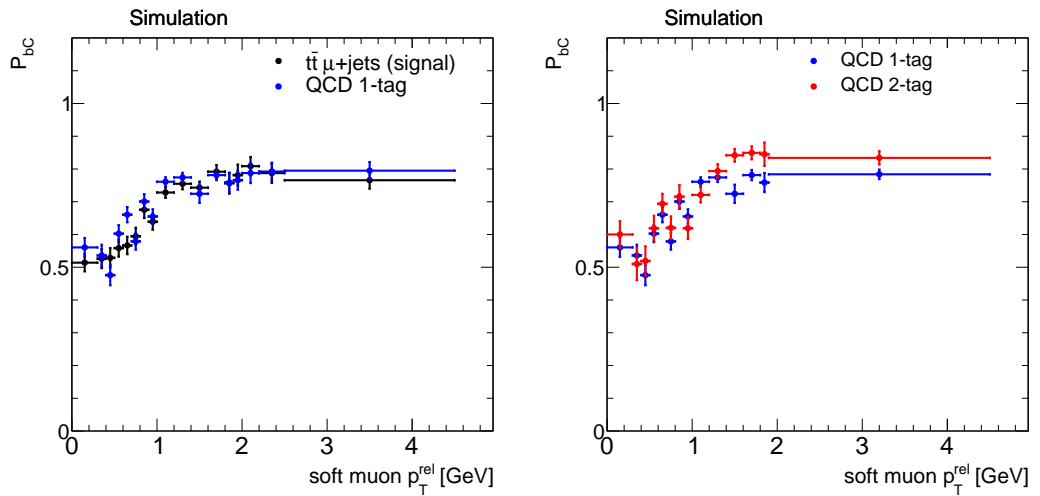 Simulation
P_bC
tt̄ μ+jets (signal)
QCD 1-tag
1
0.5
0
0 1 2 3 4
soft muon p_T^rel [GeV]
Simulation
P_bC
QCD 1-tag
QCD 2-tag
1
0.5
0
0 1 2 3 4
soft muon p_T^rel [GeV]